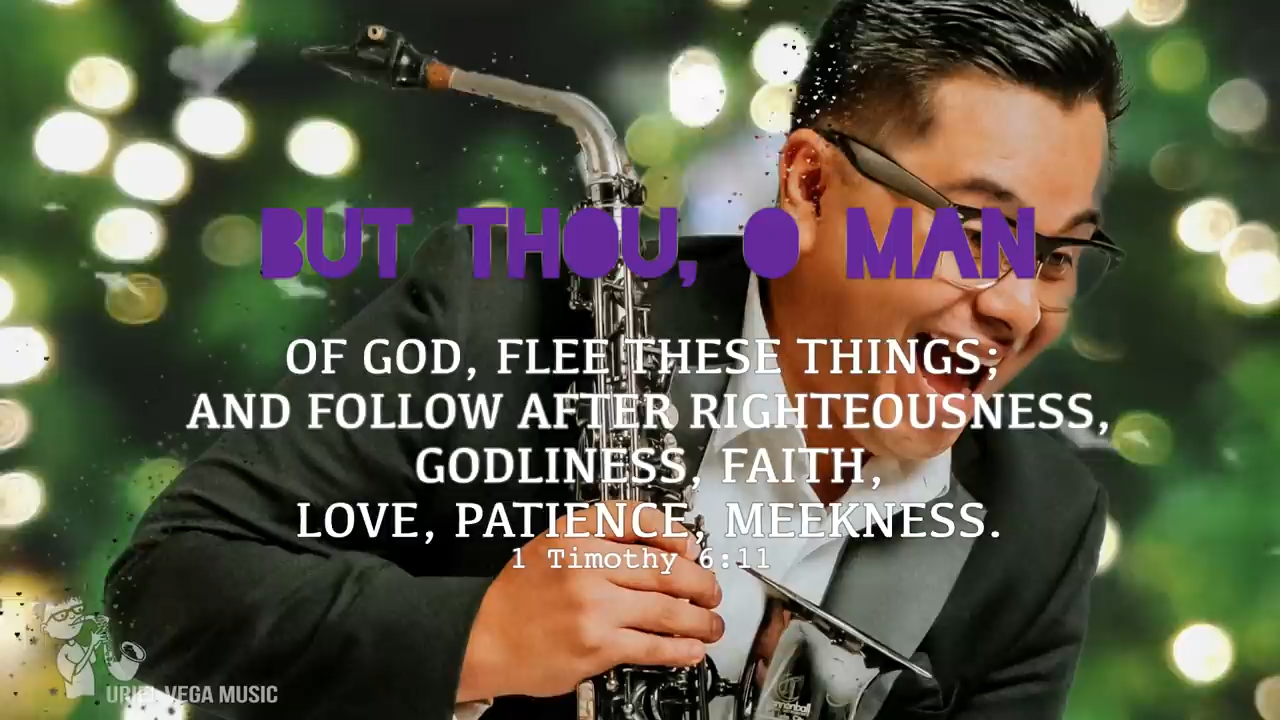 BUT THOU, O MAN
OF GOD, FLEE THESE THINGS;
AND FOLLOW AFTER RIGHTEOUSNESS,
GODLINESS, FAITH,
LOVE, PATIENCE, MEEKNESS.
1 Timothy 6:11
URIEL VEGA MUSIC